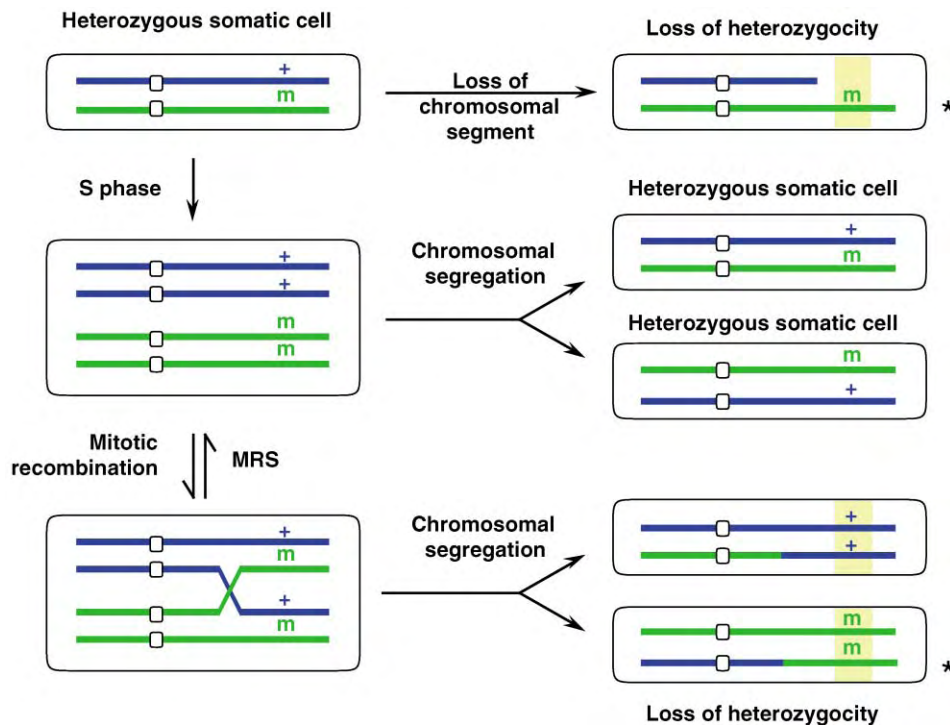 Heterozygous somatic cell
+
m
Loss of
chromosomal
segment
Loss of heterozygocity
m
*
S phase
+
+
m
m
Chromosomal
segregation
Heterozygous somatic cell
+
m
Heterozygous somatic cell
m
+
Mitotic
recombination
MRS
+
m
+
m
Chromosomal
segregation
+
+
m
m
*
Loss of heterozygocity